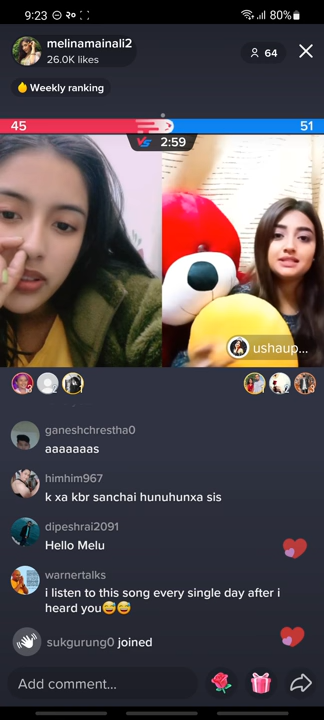 9:23 २० 80%
melinamainali2
26.0K likes
64
Weekly ranking
45
51
VS 2:59
ushaup...
ganeshchrestha0
aaaaaaas
himhim967
k xa kbr sanchai hunuhunxa sis
dipeshrai2091
Hello Melu
warnertalks
i listen to this song every single day after i
heard you😅😅
sukgurung0 joined
Add comment...